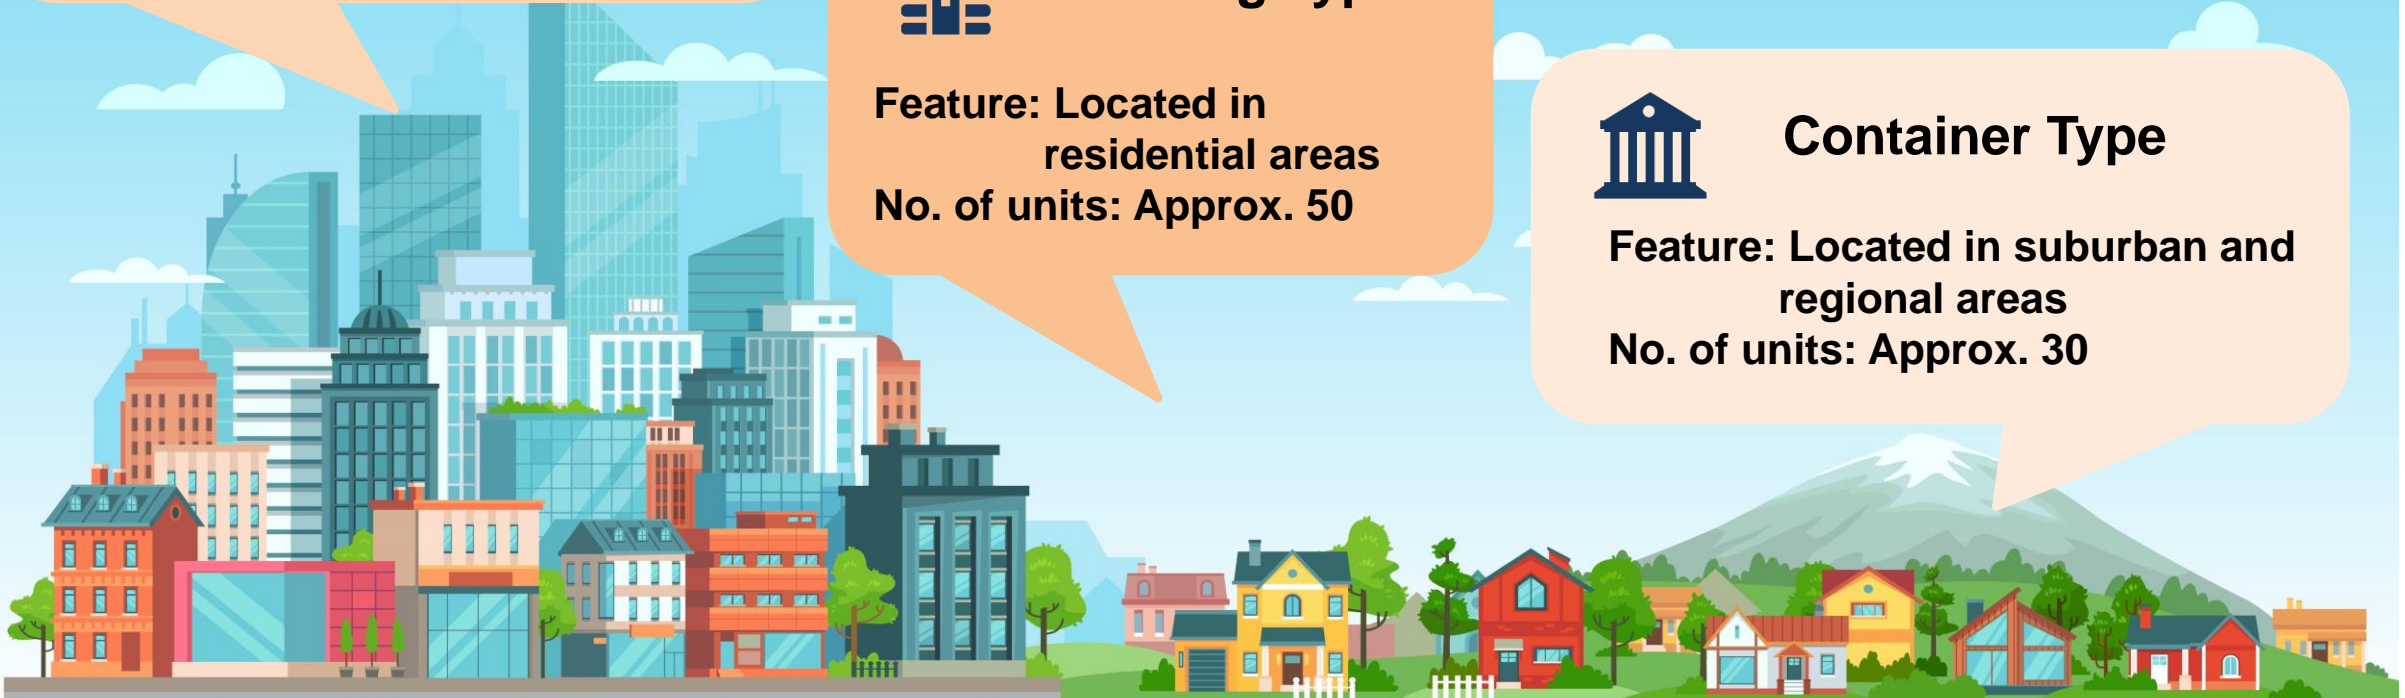 Feature: Located in
residential areas
No. of units: Approx. 50
Container Type
Feature: Located in suburban and
regional areas
No. of units: Approx. 30